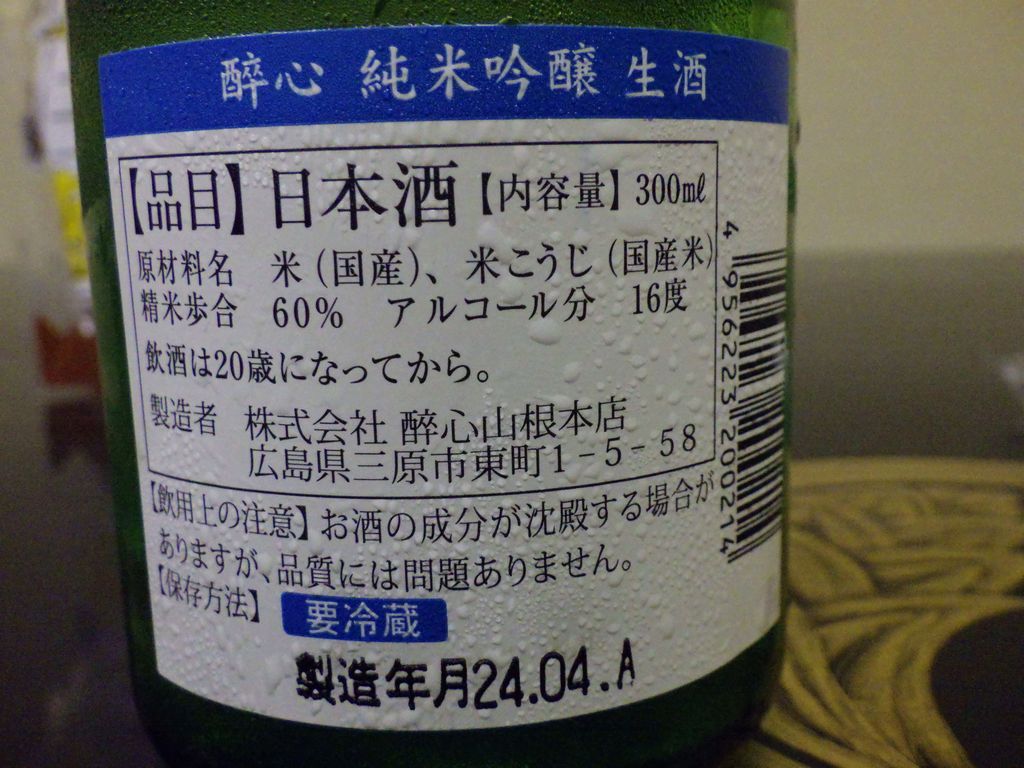 醉心 純米吟醸 生酒
【品目】日本酒【内容量】300ml
原材料名 米(国産)、米こうじ(国産米)
精米歩合 60% アルコール分 16度
飲酒は20歳になってから。
製造者 株式会社 醉心山根本店
広島県三原市東町1-5-58
【飲用上の注意】お酒の成分が沈殿する場合が
ありますが、品質には問題ありません。
【保存方法】
要冷蔵
製造年月24.04.A
4 956223 200214